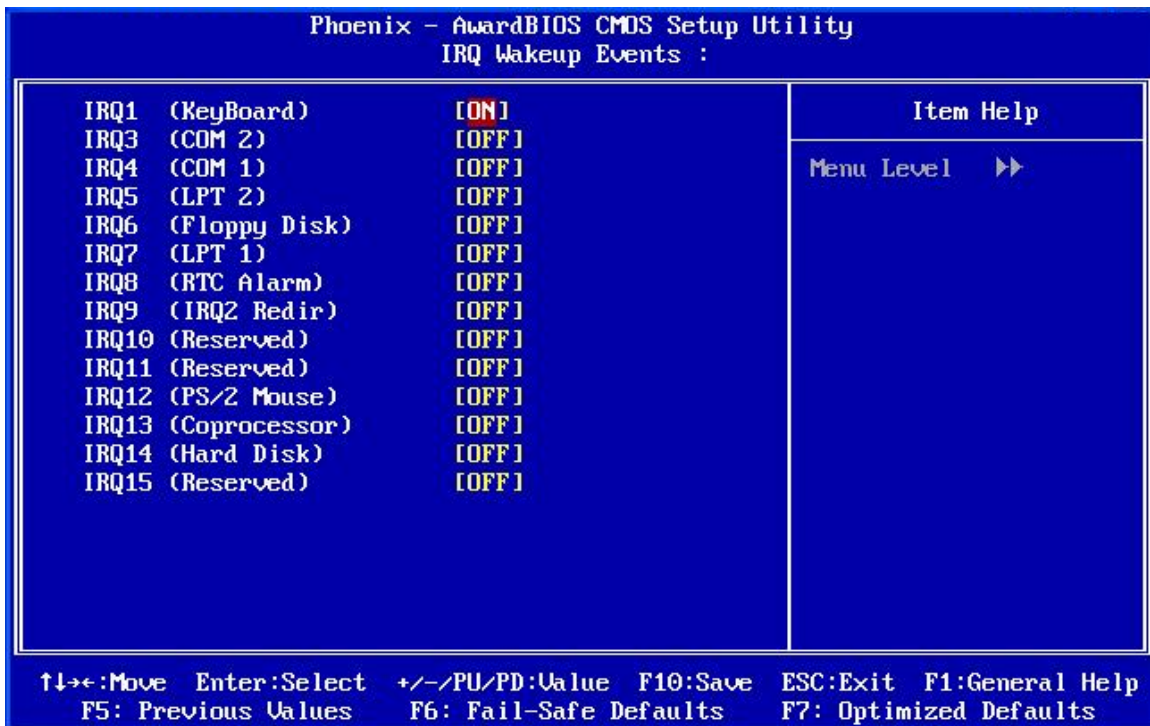 Phoenix - AwardBIOS CMOS Setup Utility
IRQ Wakeup Events :
IRQ1 (KeyBoard) [ON]
IRQ3 (COM 2) [OFF]
IRQ4 (COM 1) [OFF]
IRQ5 (LPT 2) [OFF]
IRQ6 (Floppy Disk) [OFF]
IRQ7 (LPT 1) [OFF]
IRQ8 (RTC Alarm) [OFF]
IRQ9 (IRQ2 Redir) [OFF]
IRQ10 (Reserved) [OFF]
IRQ11 (Reserved) [OFF]
IRQ12 (PS/2 Mouse) [OFF]
IRQ13 (Coprocessor) [OFF]
IRQ14 (Hard Disk) [OFF]
IRQ15 (Reserved) [OFF]
Item Help
Menu Level ►►
↑↓→←:Move Enter:Select +/-/PU/PD:Value F10:Save ESC:Exit F1:General Help
F5: Previous Values F6: Fail-Safe Defaults F7: Optimized Defaults